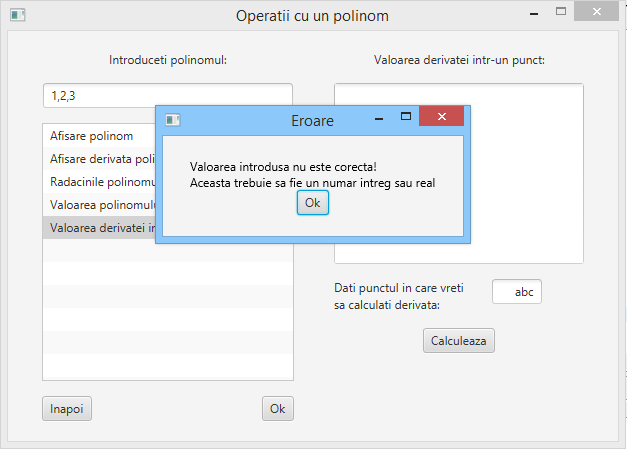 Operatii cu un polinom
Introduceti polinomul:
1,2,3
Afisare polinom
Afisare derivata poli
Radacinile polinomu
Valoarea polinomul
Valoarea derivatei in
Inapoi
Ok
Valoarea derivatei intr-un punct:
Dati punctul in care vreti
sa calculati derivata:
abc
Calculeaza
Eroare
Valoarea introdusa nu este corecta!
Aceasta trebuie sa fie un numar intreg sau real
Ok